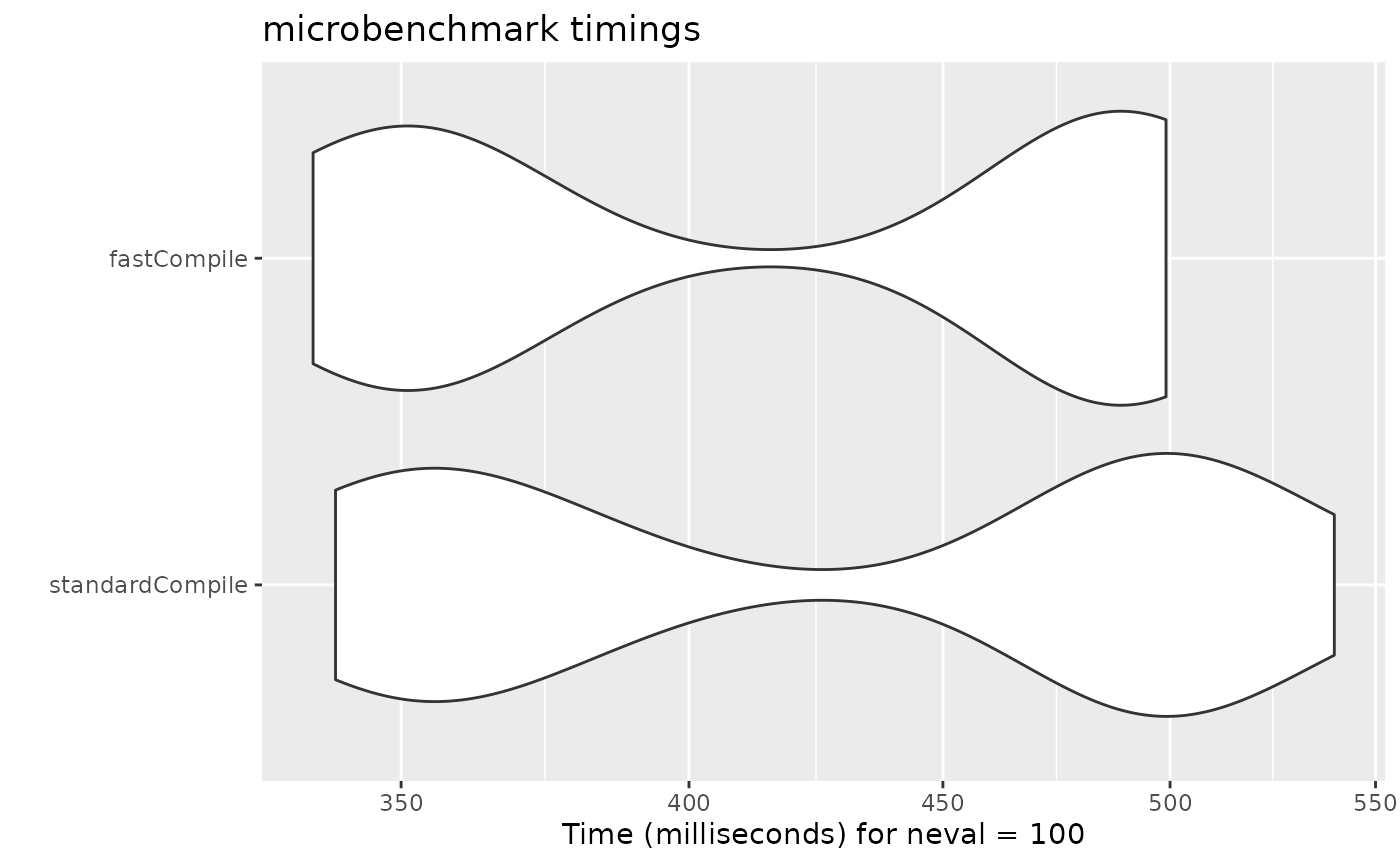 microbenchmark timings
fastCompile
standardCompile
350 400 450 500 550
Time (milliseconds) for neval = 100